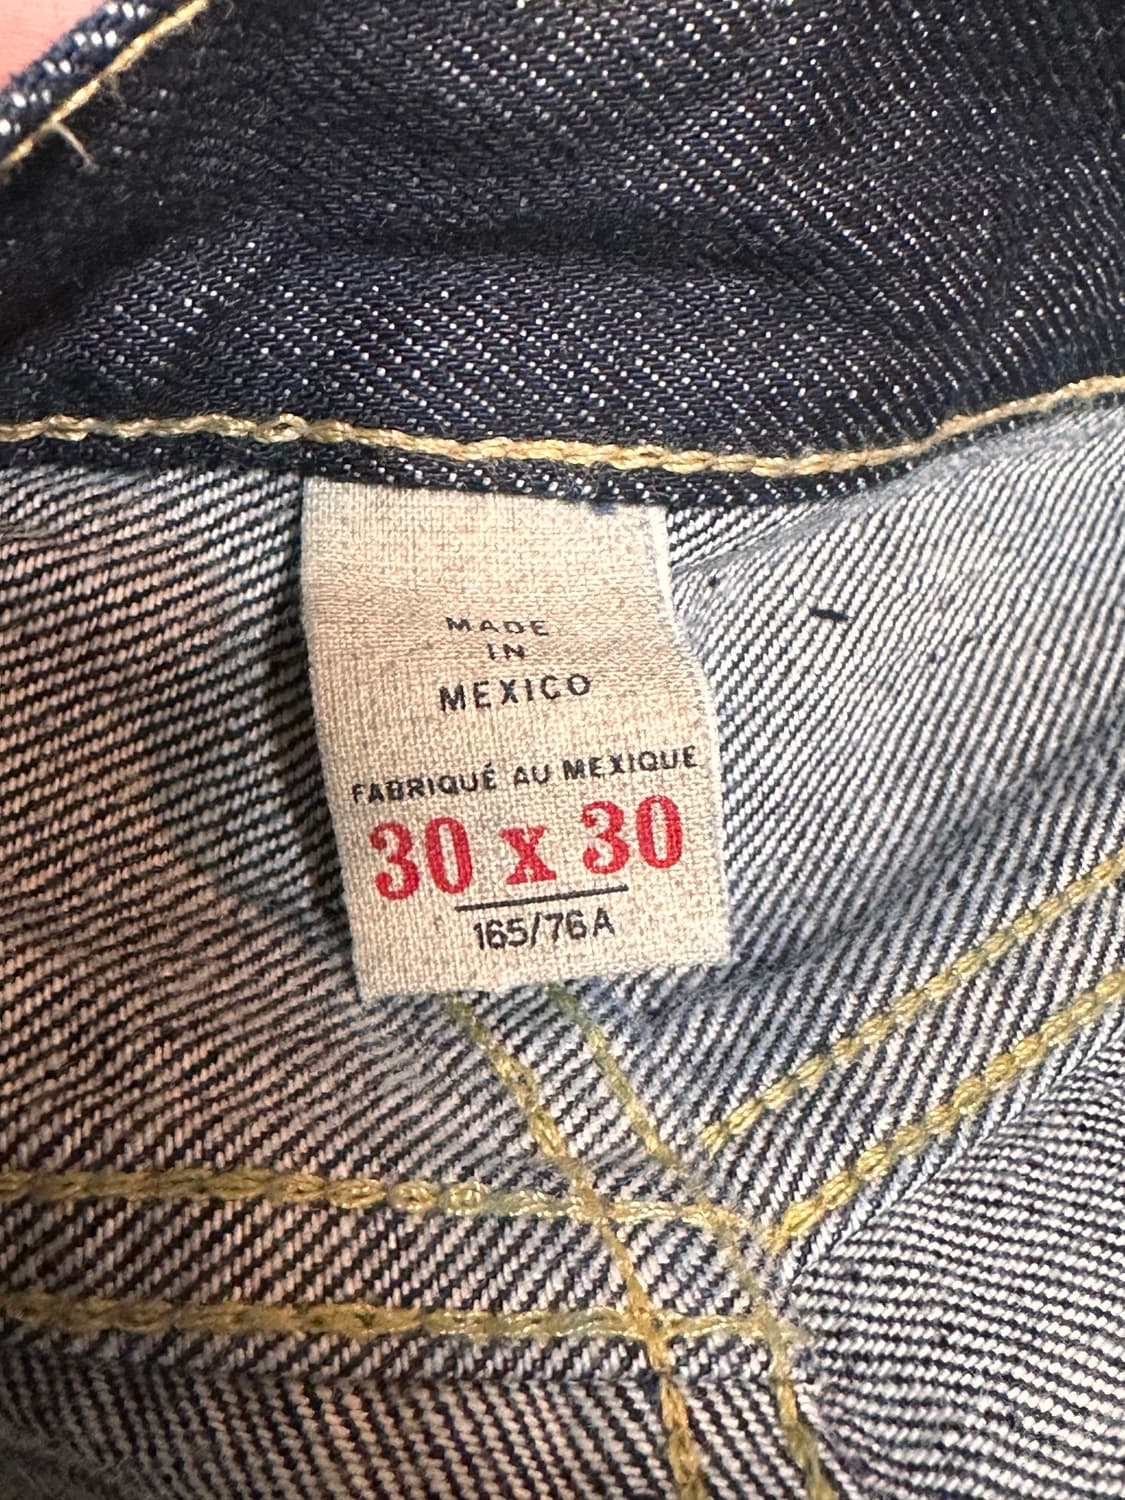 MADE
IN
MEXICO
FABRIQUÉ AU MEXIQUE
30 x 30
165/76A